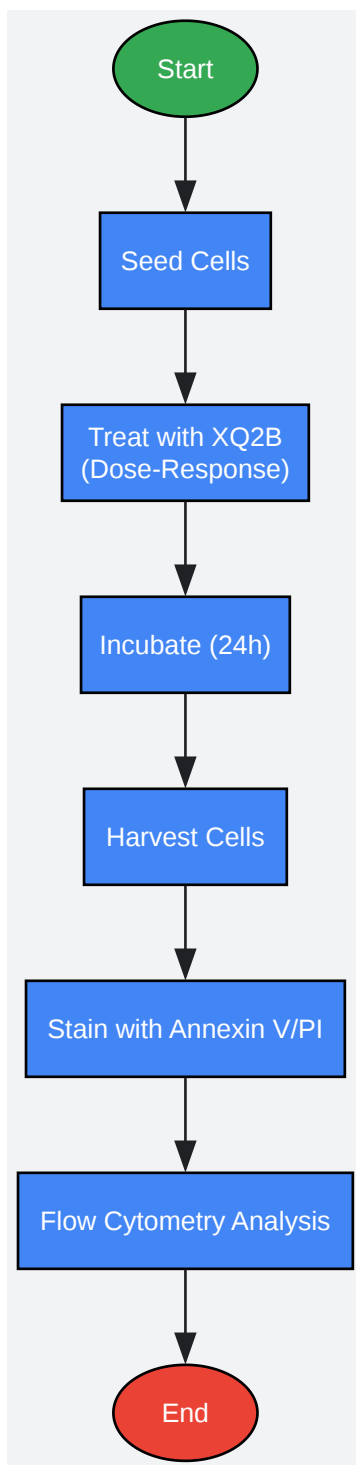 Start
Seed Cells
Treat with XQ2B
(Dose-Response)
Incubate (24h)
Harvest Cells
Stain with Annexin V/PI
Flow Cytometry Analysis
End